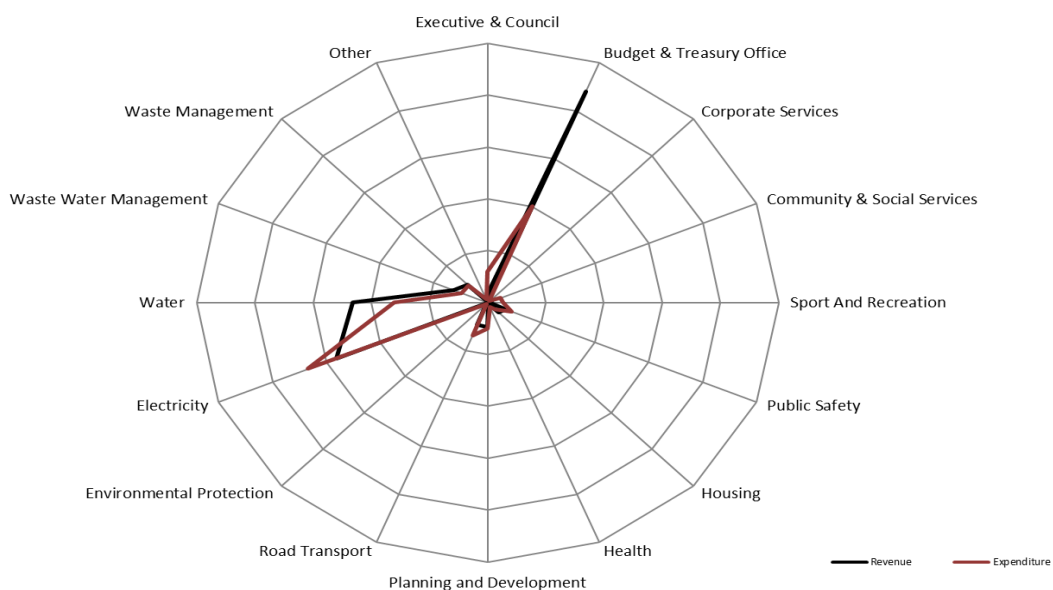 Executive & Council
Other
Budget & Treasury Office
Waste Management
Corporate Services
Waste Water Management
Community & Social Services
Water
Sport And Recreation
Electricity
Public Safety
Environmental Protection
Housing
Road Transport
Health
Planning and Development
Revenue
Expenditure